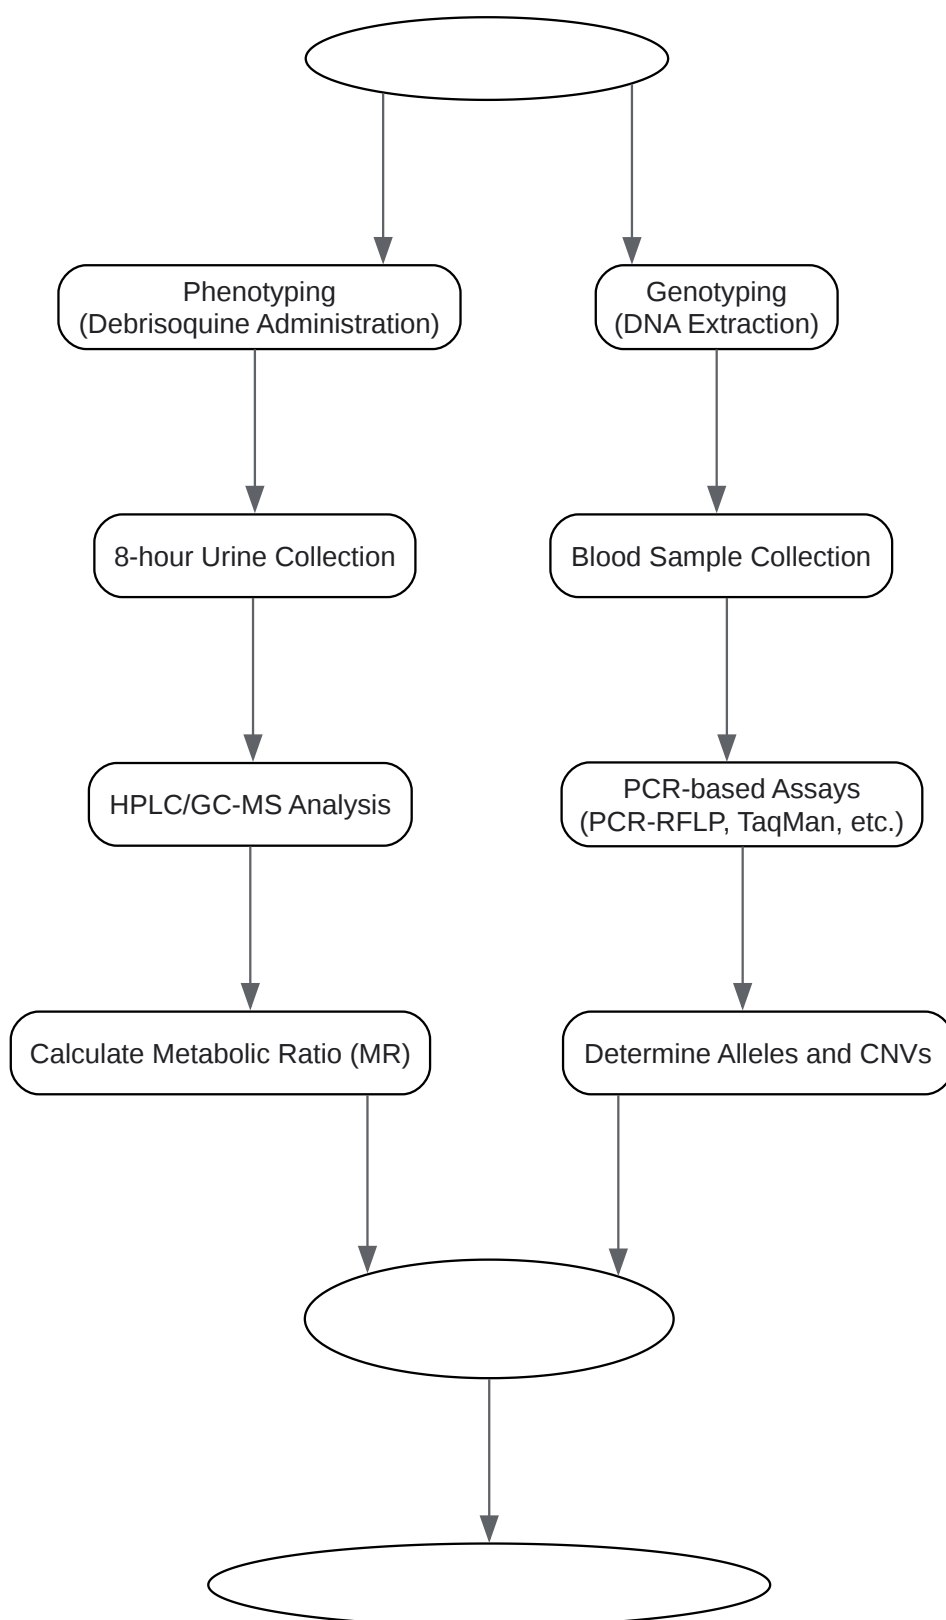 Phenotyping
(Debrisoquine Administration)
Genotyping
(DNA Extraction)
8-hour Urine Collection
Blood Sample Collection
HPLC/GC-MS Analysis
PCR-based Assays
(PCR-RFLP, TaqMan, etc.)
Calculate Metabolic Ratio (MR)
Determine Alleles and CNVs